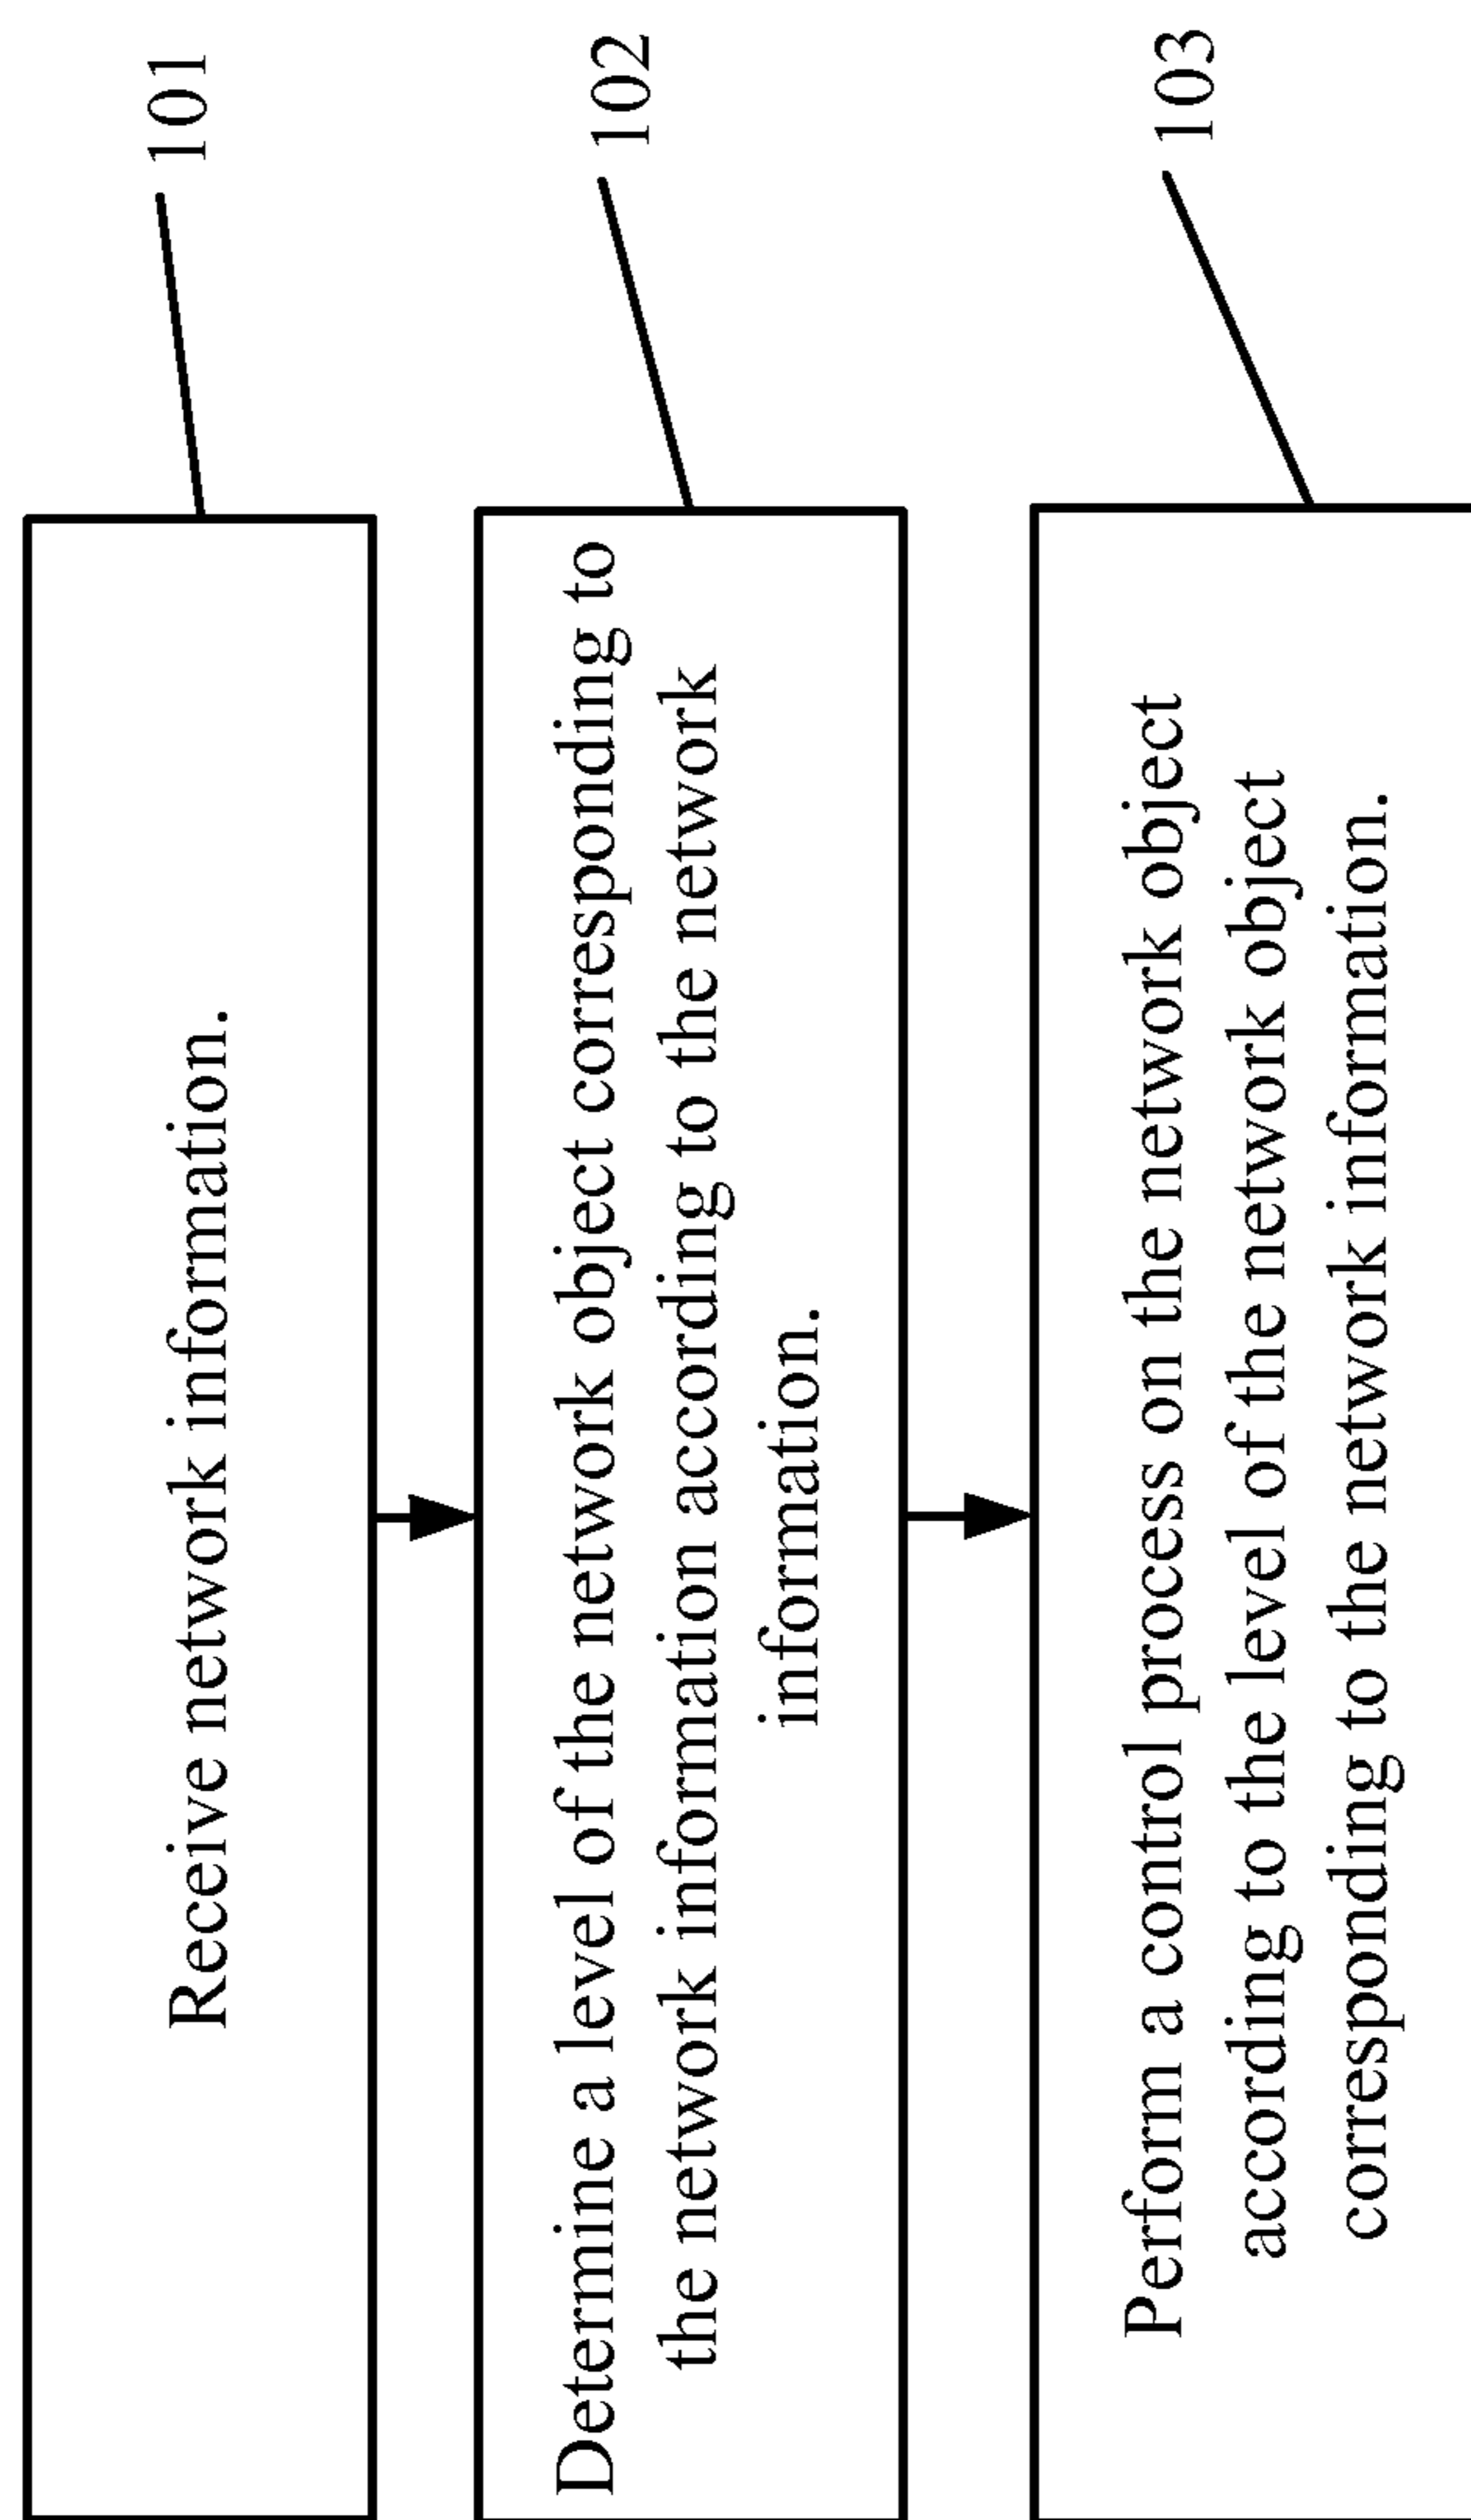 Receive network information.
101
Determine a level of the network object corresponding to
the network information according to the network
information.
102
Perform a control process on the network object
according to the level of the network object
corresponding to the network information.
103